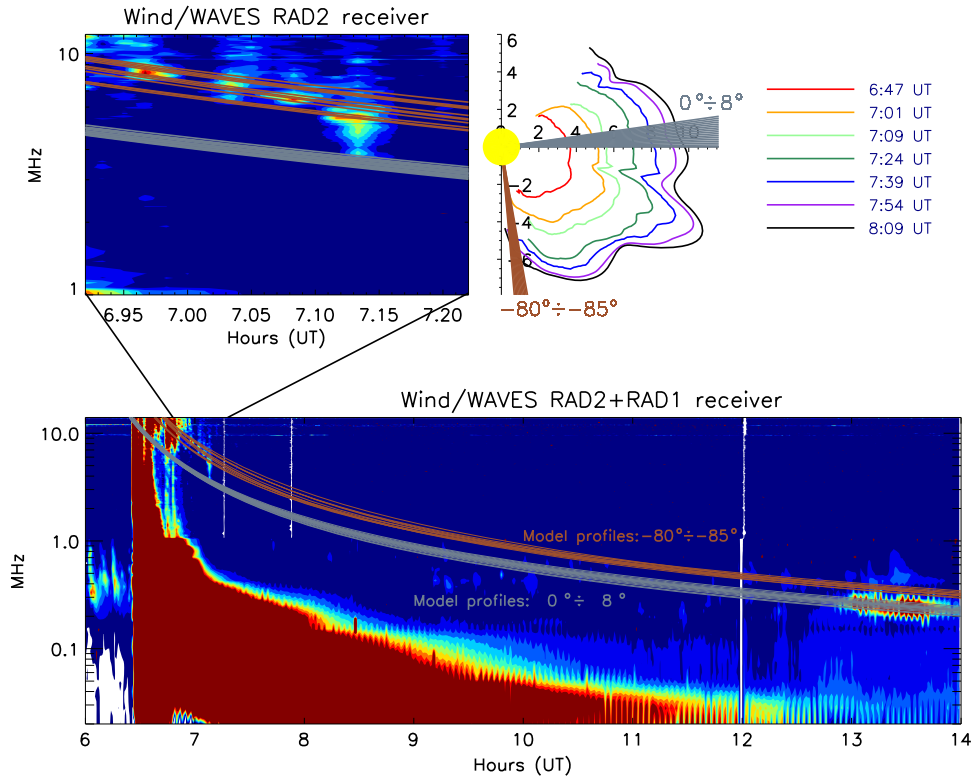 Wind/WAVES RAD2 receiver
10
MHz
1
6.95 7.00 7.05 7.10 7.15 7.20
Hours (UT)
6
4
2
2 4 6 8 10
-2
-4
-6
0°÷8°
-80°÷-85°
6:47 UT
7:01 UT
7:09 UT
7:24 UT
7:39 UT
7:54 UT
8:09 UT
Wind/WAVES RAD2+RAD1 receiver
10.0
1.0
0.1
MHz
Model profiles:-80°÷-85°
Model profiles: 0°÷ 8°
6 7 8 9 10 11 12 13 14
Hours (UT)